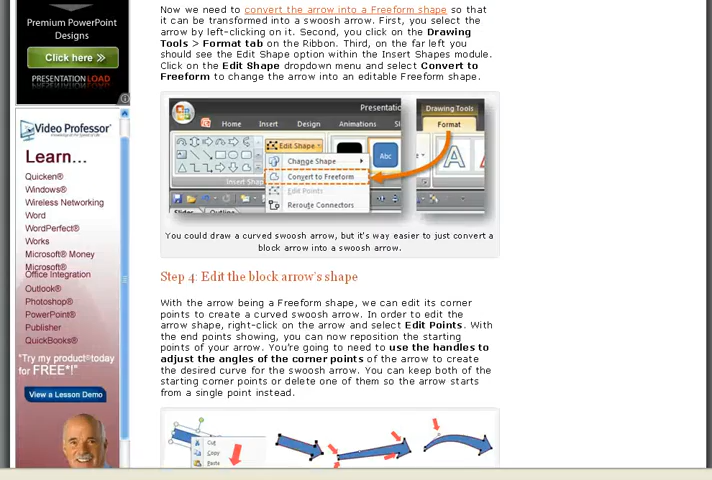 Premium PowerPoint
Designs
Click here
PRESENTATIONLOAD
Video Professor®
Learn...
Quicken®
Windows®
Wireless Networking
Word
WordPerfect®
Works
Microsoft® Money
Microsoft®
Office Integration
Outlook®
Photoshop®
PowerPoint®
Publisher
QuickBooks®
"Try my product today
for FREE*!"
View a Lesson Demo
Now we need to convert the arrow into a Freeform shape so that
it can be transformed into a swoosh arrow. First, you select the
arrow by left-clicking on it. Second, you click on the Drawing
Tools > Format tab on the Ribbon. Third, on the far left you
should see the Edit Shape option within the Insert Shapes module.
Click on the Edit Shape dropdown menu and select Convert to
Freeform to change the arrow into an editable Freeform shape.
Presentatio
Drawing Tools
Home Insert Design Animations Sl
Format
Edit Shape
Change Shape
Abc
Convert to Freeform
Insert Shap
Edit Points
Reroute Connectors
Slides Outline
You could draw a curved swoosh arrow, but it's way easier to just convert a
block arrow into a swoosh arrow.
Step 4: Edit the block arrow's shape
With the arrow being a Freeform shape, we can edit its corner
points to create a curved swoosh arrow. In order to edit the
arrow shape, right-click on the arrow and select Edit Points. With
the end points showing, you can now reposition the starting
points of your arrow. You're going to need to use the handles to
adjust the angles of the corner points of the arrow to create
the desired curve for the swoosh arrow. You can keep both of the
starting corner points or delete one of them so the arrow starts
from a single point instead.
Cut
Copy
Paste